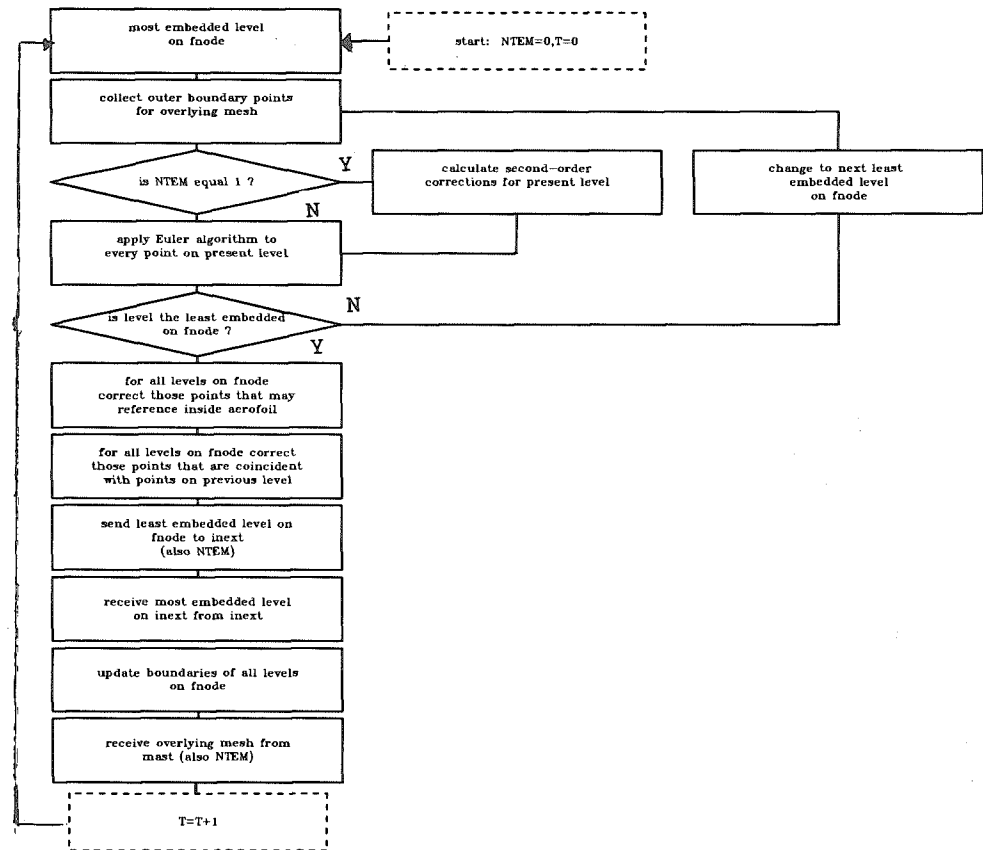 most embedded level
on fnode
start: NTEM=0,T=0
collect outer boundary points
for overlying mesh
is NTEM equal 1 ?
Y
N
calculate second-order
corrections for present level
change to next least
embedded level
on fnode
apply Euler algorithm to
every point on present level
is level the least embedded
on fnode ?
N
Y
for all levels on fnode
correct those points that may
reference inside aerofoil
for all levels on fnode correct
those points that are coincident
with points on previous level
send least embedded level on
fnode to inext
(also NTEM)
receive most embedded level
on inext from inext
update boundaries of all levels
on fnode
receive overlying mesh from
mast (also NTEM)
T=T+1